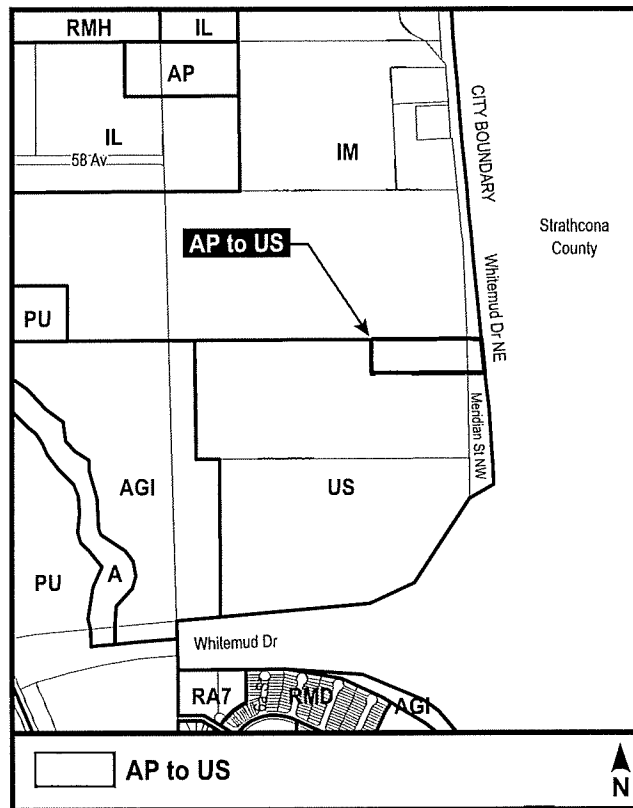 RMH
IL
AP
IL
58 Av
IM
CITY BOUNDARY
Strathcona
County
AP to US
Whitemud Dr NE
PU
Meridian St NW
AGI
US
PU
A
Whitemud Dr
RA7
RMD
AGI
AP to US
N